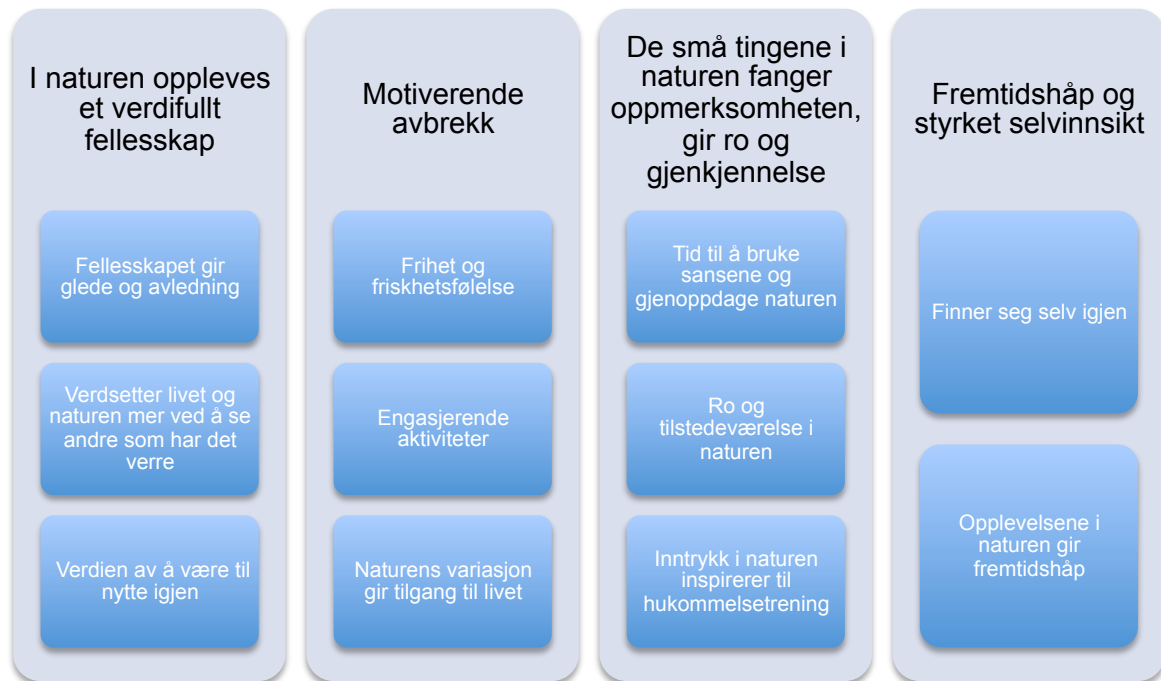 I naturen oppleves
et verdifullt
fellesskap
Fellesskapet gir
glede og avledning
Verdsetter livet og
naturen mer ved å se
andre som har det
verre
Verdien av å være til
nytte igjen
Motiverende
avbrekk
Frihet og
friskhetsfølelse
Engasjerende
aktiviteter
Naturens variasjon
gir tilgang til livet
De små tingene i
naturen fanger
oppmerksomheten,
gir ro og
gjenkjennelse
Tid til å bruke
sansene og
gjenoppdage naturen
Ro og
tilstedeværelse i
naturen
Inntrykk i naturen
inspirerer til
hukommelsetrening
Fremtidshåp og
styrket selvinnsikt
Finner seg selv igjen
Opplevelsene i
naturen gir
fremtidshåp